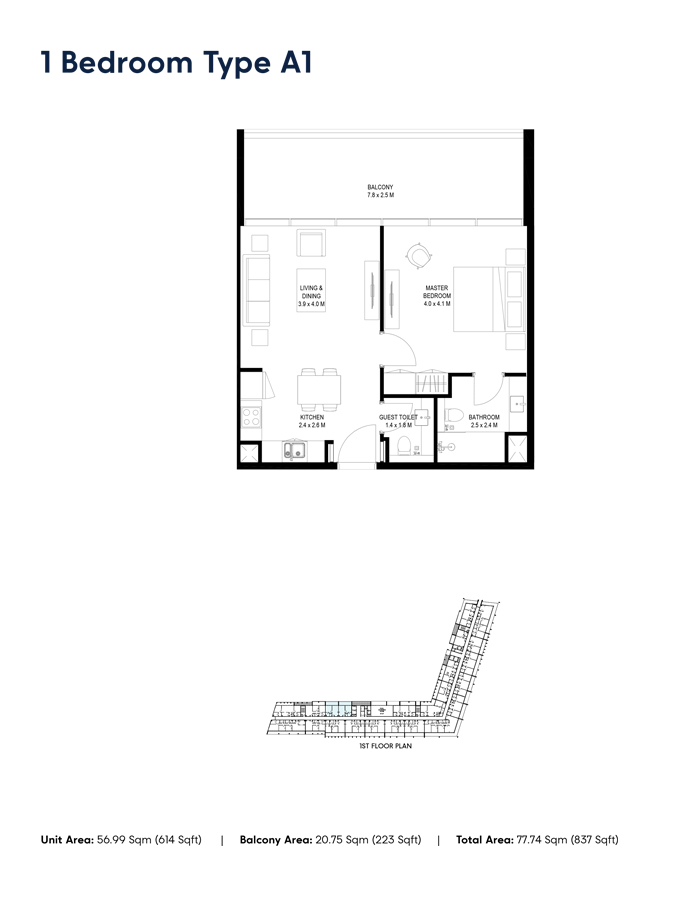 1 Bedroom Type A1
BALCONY
7.8 x 2.5 M
LIVING &
DINING
3.9 x 4.0 M
MASTER
BEDROOM
4.0 x 4.1 M
KITCHEN
2.4 x 2.6 M
GUEST TOILET
1.4 x 1.8 M
BATHROOM
2.5 x 2.4 M
1ST FLOOR PLAN
Unit Area: 56.99 Sqm (614 Sqft) | Balcony Area: 20.75 Sqm (223 Sqft) | Total Area: 77.74 Sqm (837 Sqft)